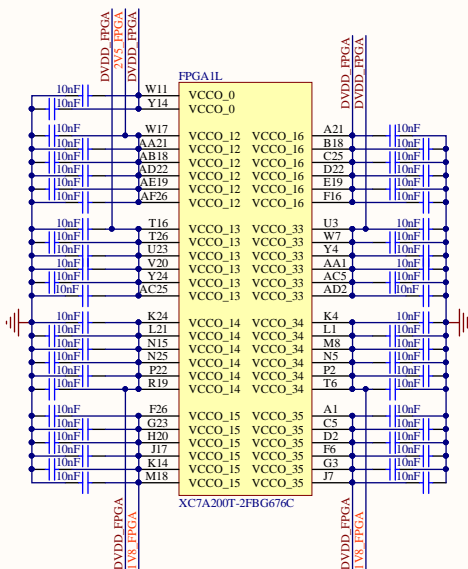 DVDD_FPGA
2V5_FPGA
DVDD_FPGA
DVDD_FPGA
DVDD_FPGA
FPGA1L
10nF W11 VCCO_0
10nF Y14 VCCO_0
10nF W17 VCCO_12 VCCO_16 A21 10nF
10nF AA21 VCCO_12 VCCO_16 B18 10nF
10nF AB18 VCCO_12 VCCO_16 C25 10nF
10nF AD22 VCCO_12 VCCO_16 D22 10nF
10nF AE19 VCCO_12 VCCO_16 E19 10nF
10nF AF26 VCCO_12 VCCO_16 F16 10nF
10nF T16 VCCO_13 VCCO_33 U3 10nF
10nF T26 VCCO_13 VCCO_33 W7 10nF
10nF U23 VCCO_13 VCCO_33 Y4 10nF
10nF V20 VCCO_13 VCCO_33 AA1 10nF
10nF Y24 VCCO_13 VCCO_33 AC5 10nF
10nF AC25 VCCO_13 VCCO_33 AD2 10nF
10nF K24 VCCO_14 VCCO_34 K4 10nF
10nF L21 VCCO_14 VCCO_34 L1 10nF
10nF N15 VCCO_14 VCCO_34 M8 10nF
10nF N25 VCCO_14 VCCO_34 N5 10nF
10nF P22 VCCO_14 VCCO_34 P2 10nF
10nF R19 VCCO_14 VCCO_34 T6 10nF
10nF F26 VCCO_15 VCCO_35 A1 10nF
10nF G23 VCCO_15 VCCO_35 C5 10nF
10nF H20 VCCO_15 VCCO_35 D2 10nF
10nF J17 VCCO_15 VCCO_35 F6 10nF
10nF K14 VCCO_15 VCCO_35 G3 10nF
10nF M18 VCCO_15 VCCO_35 J7 10nF
XC7A200T-2FBG676C
DVDD_FPGA
1V8_FPGA
DVDD_FPGA
1V8_FPGA